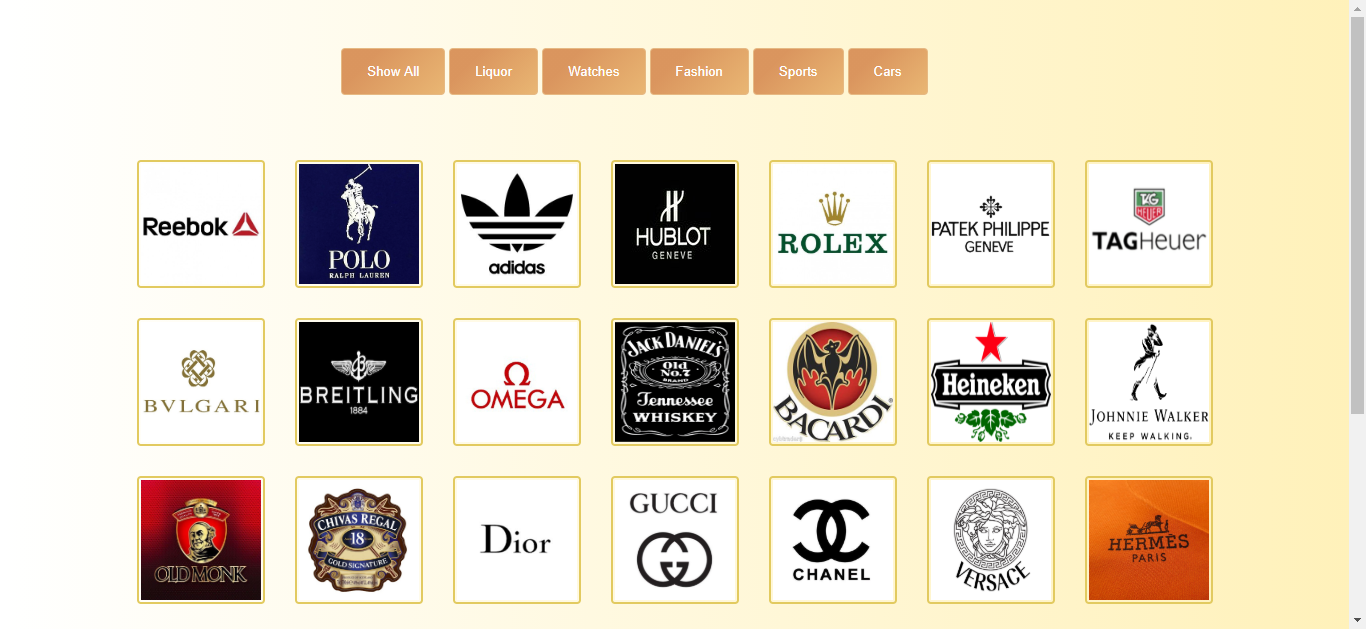 Show All
Liquor
Watches
Fashion
Sports
Cars
Reebok
POLO
RALPH LAUREN
adidas
HUBLOT
GENEVE
ROLEX
PATEK PHILIPPE
GENEVE
TAG
HEUER
TAGHeuer
BVLGARI
B
BREITLING
1884
Ω
OMEGA
JACK DANIEL'S
Old
No.7
BRAND
Tennessee
WHISKEY
BACARDI
Heineken
JOHNNIE WALKER
KEEP WALKING.
OLD MONK
CHIVAS REGAL
18
GOLD SIGNATURE
Dior
GUCCI
GG
CHANEL
VERSACE
HERMÈS
PARIS